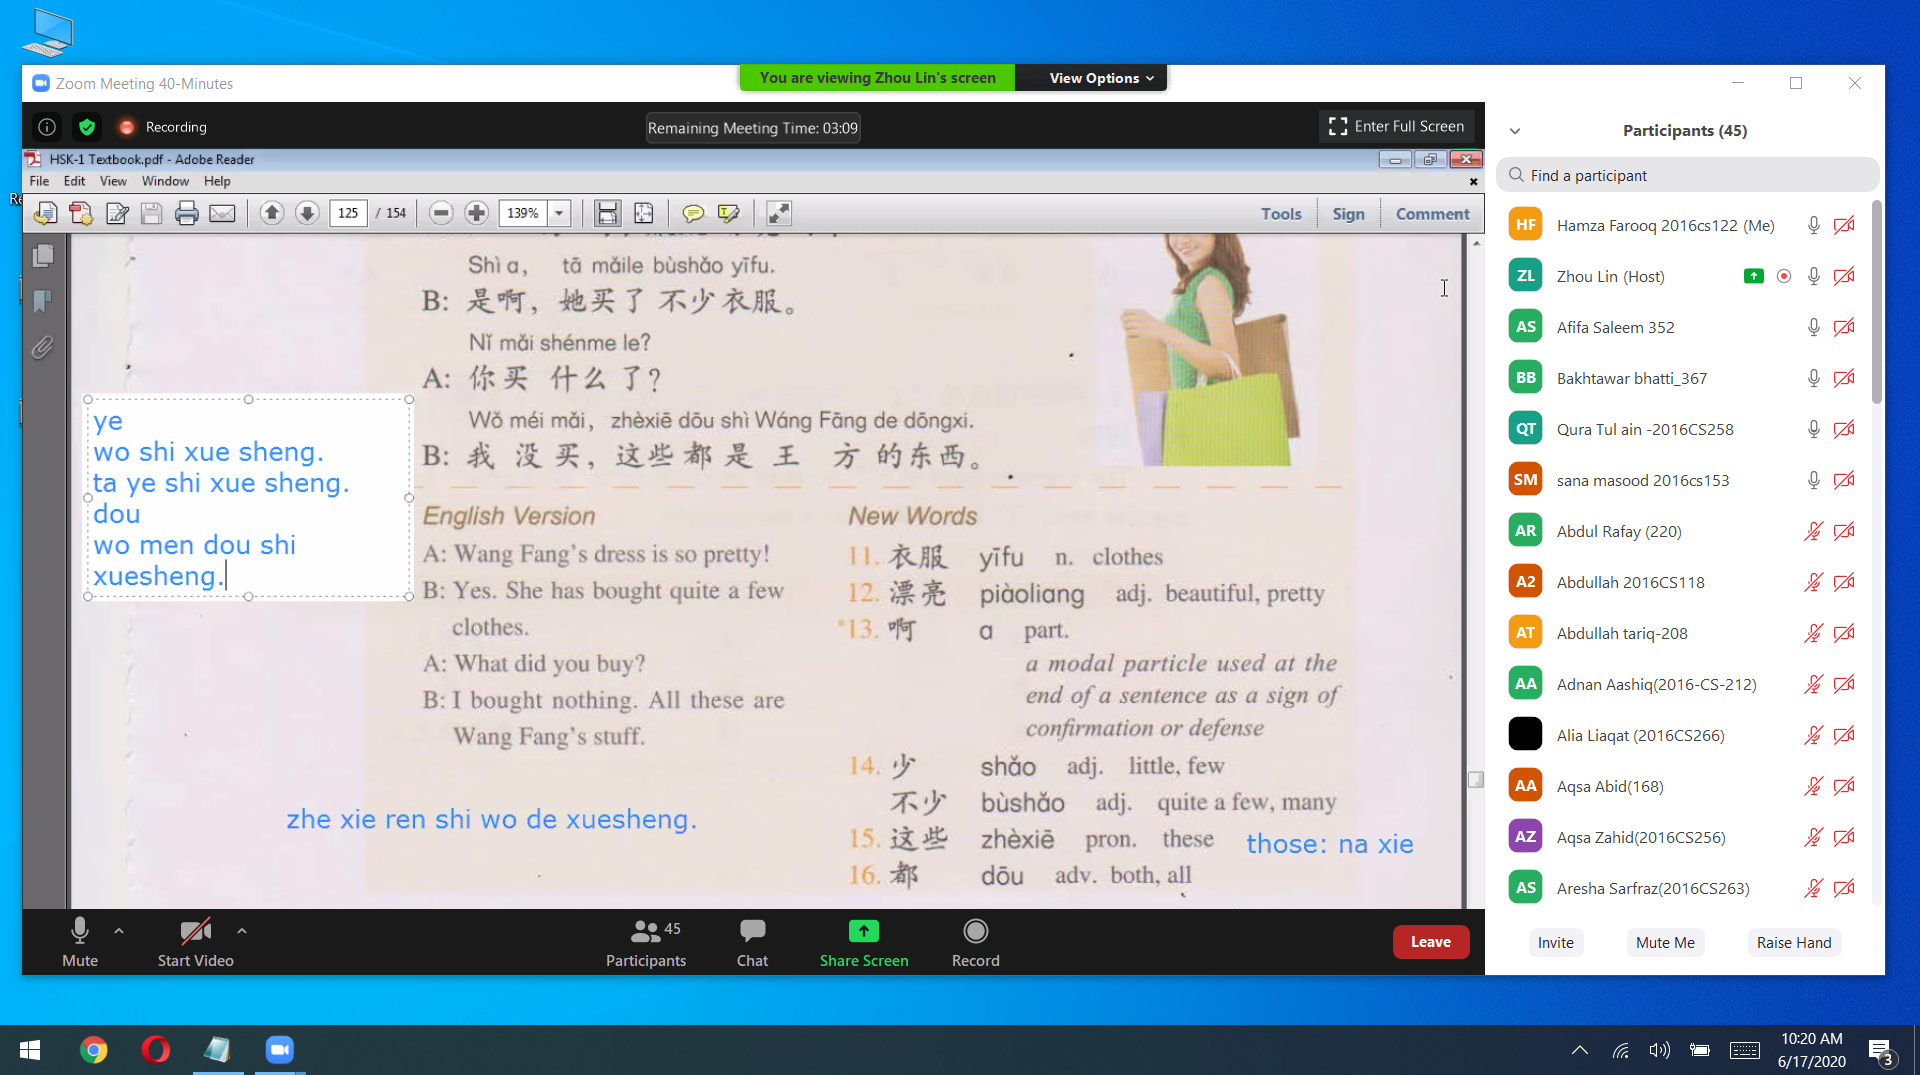 Zoom Meeting 40-Minutes
You are viewing Zhou Lin's screen
View Options
Recording
Remaining Meeting Time: 03:09
Enter Full Screen
HSK-1 Textbook.pdf - Adobe Reader
File Edit View Window Help
125 / 154
139%
Tools Sign Comment
Shì a, tā mǎile bùshǎo yīfu.
B: 是啊，她买了不少衣服。
Nǐ mǎi shénme le?
A: 你买什么了？
Wǒ méi mǎi, zhèxiē dōu shì Wáng Fāng de dōngxi.
B: 我没买，这些都是王方的东西。
ye
wo shi xue sheng.
ta ye shi xue sheng.
dou
wo men dou shi
xuesheng.
English Version
A: Wang Fang's dress is so pretty!
B: Yes. She has bought quite a few
clothes.
A: What did you buy?
B: I bought nothing. All these are
Wang Fang's stuff.
zhe xie ren shi wo de xuesheng.
New Words
11. 衣服 yīfu n. clothes
12. 漂亮 piàoliang adj. beautiful, pretty
*13. 啊 a part.
a modal particle used at the
end of a sentence as a sign of
confirmation or defense
14. 少 shǎo adj. little, few
不少 bùshǎo adj. quite a few, many
15. 这些 zhèxiē pron. these
those: na xie
16. 都 dōu adv. both, all
Participants (45)
Find a participant
HF Hamza Farooq 2016cs122 (Me)
ZL Zhou Lin (Host)
AS Afifa Saleem 352
BB Bakhtawar bhatti_367
QT Qura Tul ain -2016CS258
SM sana masood 2016cs153
AR Abdul Rafay (220)
A2 Abdullah 2016CS118
AT Abdullah tariq-208
AA Adnan Aashiq(2016-CS-212)
Alia Liaqat (2016CS266)
AA Aqsa Abid(168)
AZ Aqsa Zahid(2016CS256)
AS Aresha Sarfraz(2016CS263)
Invite Mute Me Raise Hand
Mute
Start Video
45
Participants
Chat
Share Screen
Record
Leave
10:20 AM
6/17/2020
3